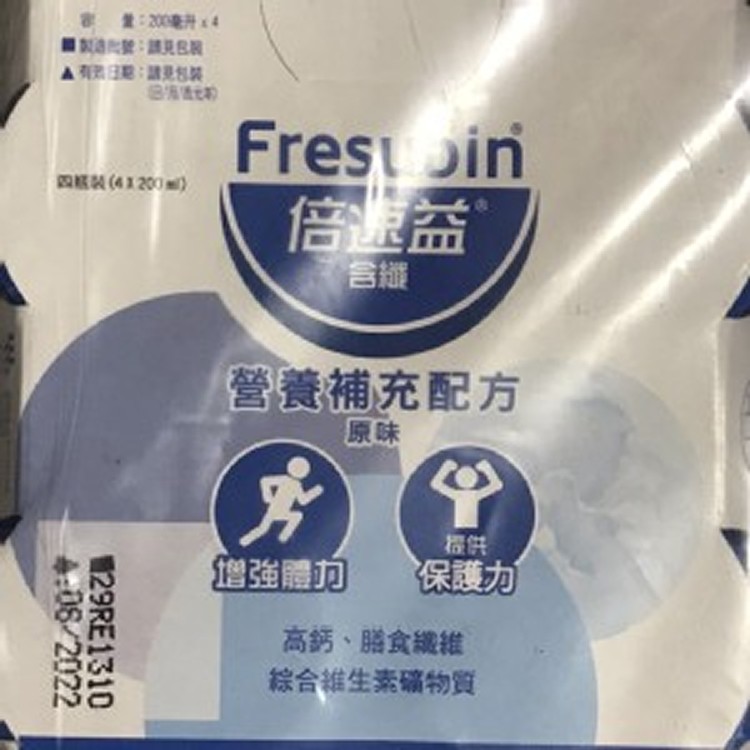 容 量：200毫升 x 4
■製造批號：請見包裝
▲有效日期：請見包裝
(日/月/西元年)
四瓶裝(4X200ml)
Fresubin®
倍速益®
含纖
營養補充配方
原味
增強體力
提供
保護力
高鈣、膳食纖維
綜合維生素礦物質
■29RE1310
▲:08/2022